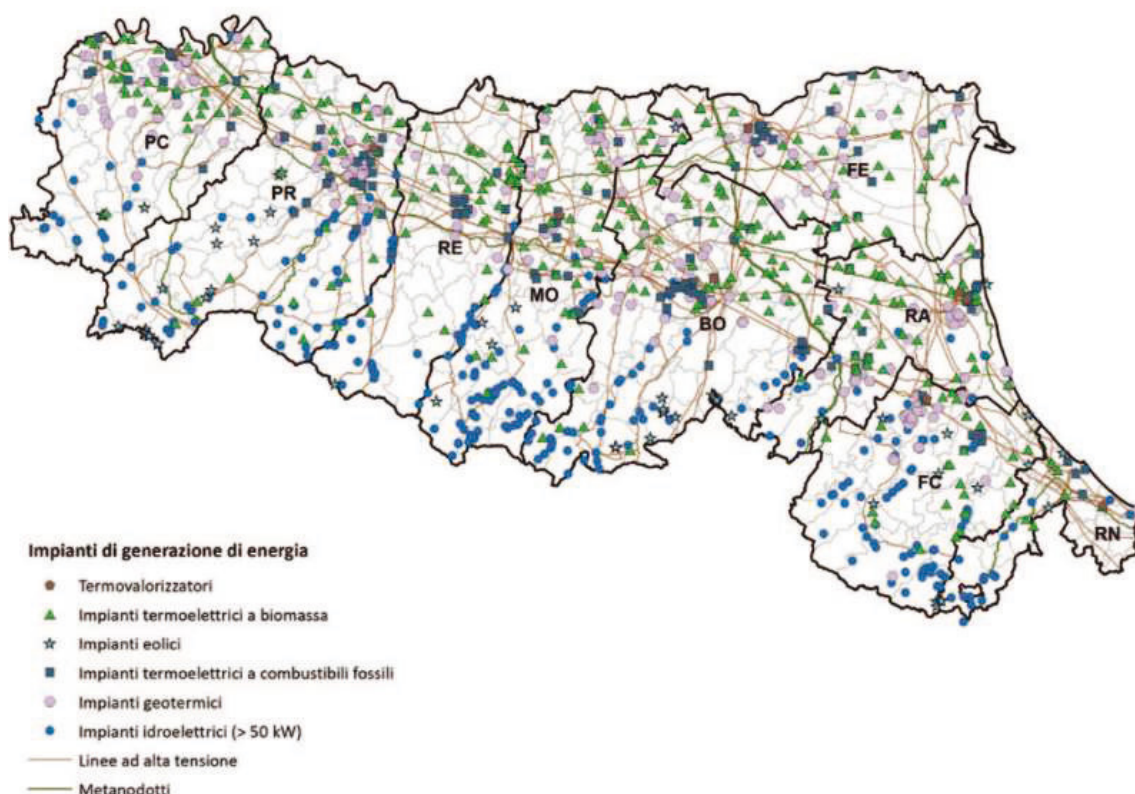 PC
PR
RE
MO
BO
FE
RA
FC
RN
Impianti di generazione di energia
Termovalorizzatori
Impianti termoelettrici a biomassa
Impianti eolici
Impianti termoelettrici a combustibili fossili
Impianti geotermici
Impianti idroelettrici (> 50 kW)
Linee ad alta tensione
Metanodotti